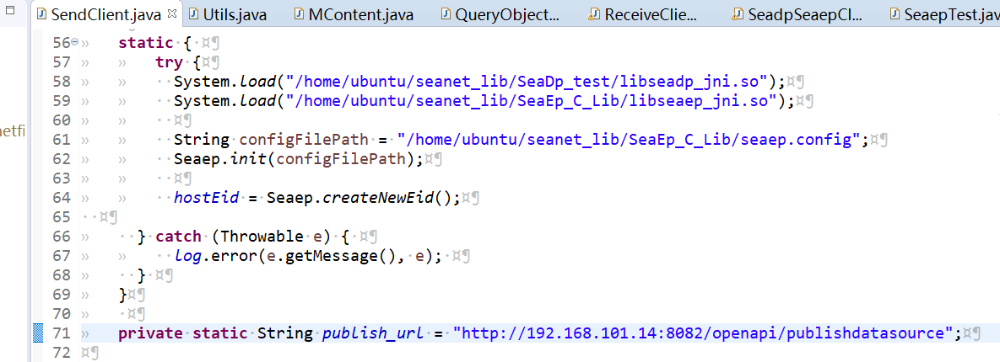 SendClient.java Utils.java MContent.java QueryObject... ReceiveClie... SeadpSeaepCl... SeaepTest.jav
56 static {
57 try {
58 System.load("/home/ubuntu/seanet_lib/SeaDp_test/libseadp_jni.so");
59 System.load("/home/ubuntu/seanet_lib/SeaEp_C_Lib/libseaep_jni.so");
60
61 String configFilePath = "/home/ubuntu/seanet_lib/SeaEp_C_Lib/seaep.config";
netfi
62 Seaep.init(configFilePath);
63
64 hostEid = Seaep.createNewEid();
65
66 } catch (Throwable e) {
67 log.error(e.getMessage(), e);
68 }
69 }
70
71 private static String publish_url = "http://192.168.101.14:8082/openapi/publishdatasource";
72